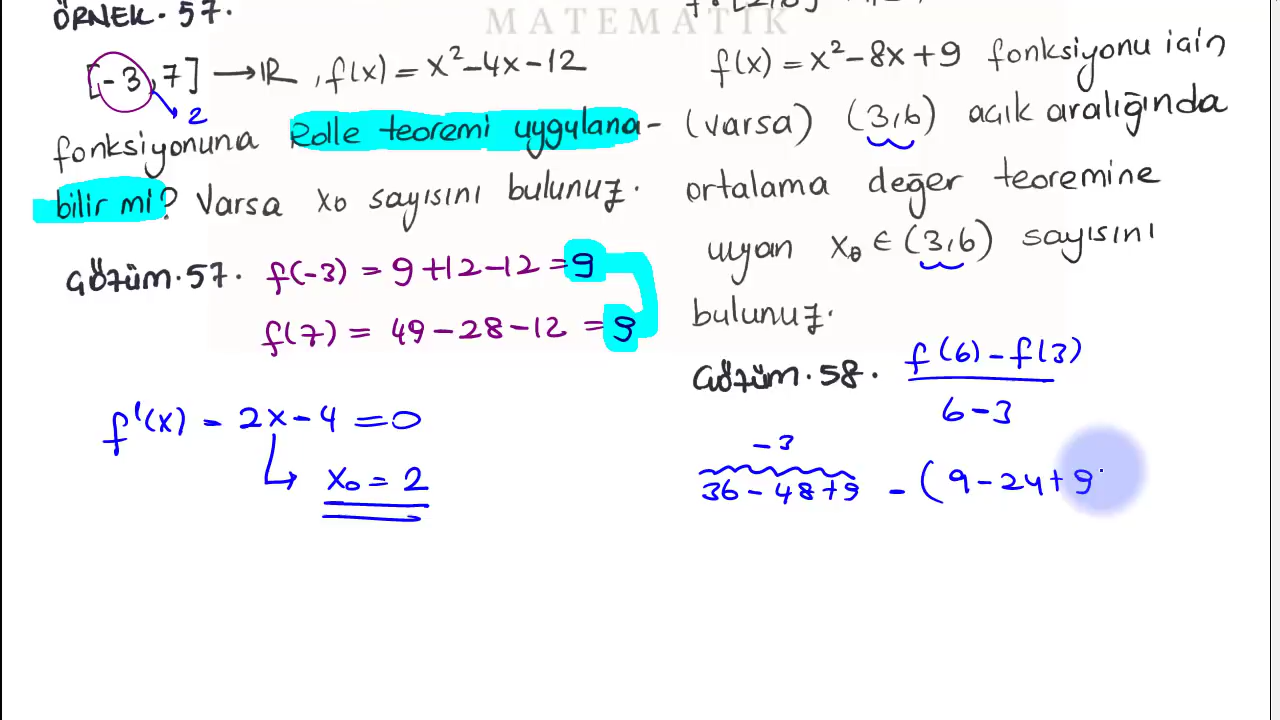 MATEMATİK
ÖRNEK. 57.
[-3, 7] → IR, f(x) = x² - 4x - 12
2
fonksiyonuna Rolle teoremi uygulana-
bilir mi? Varsa x₀ sayısını bulunuz.
Çözüm. 57. f(-3) = 9 + 12 - 12 = 9
f(7) = 49 - 28 - 12 = 9
f'(x) = 2x - 4 = 0
x₀ = 2
f(x) = x² - 8x + 9 fonksiyonu için
(varsa) (3,6) açık aralığında
ortalama değer teoremine
uyan x₀ ∈ (3,6) sayısını
bulunuz.
Çözüm. 58. f(6) - f(3)
6 - 3
-3
36 - 48 + 9 - (9 - 24 + 9